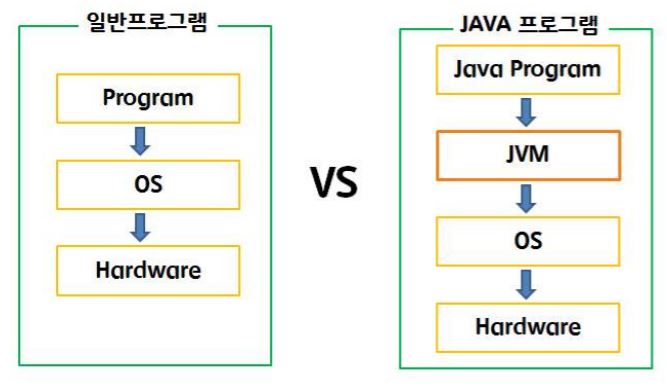 일반프로그램
Program
OS
Hardware
VS
JAVA 프로그램
Java Program
JVM
OS
Hardware